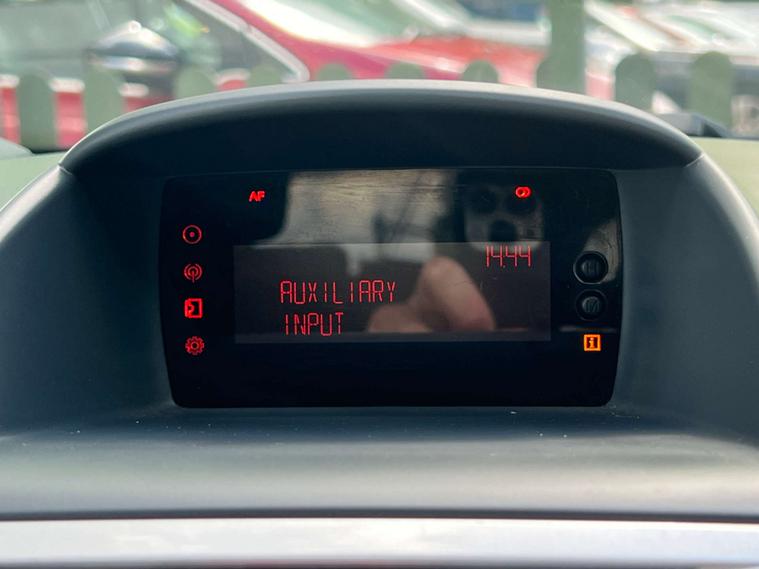 AF
14.44
AUXILIARY
INPUT
H
M
i